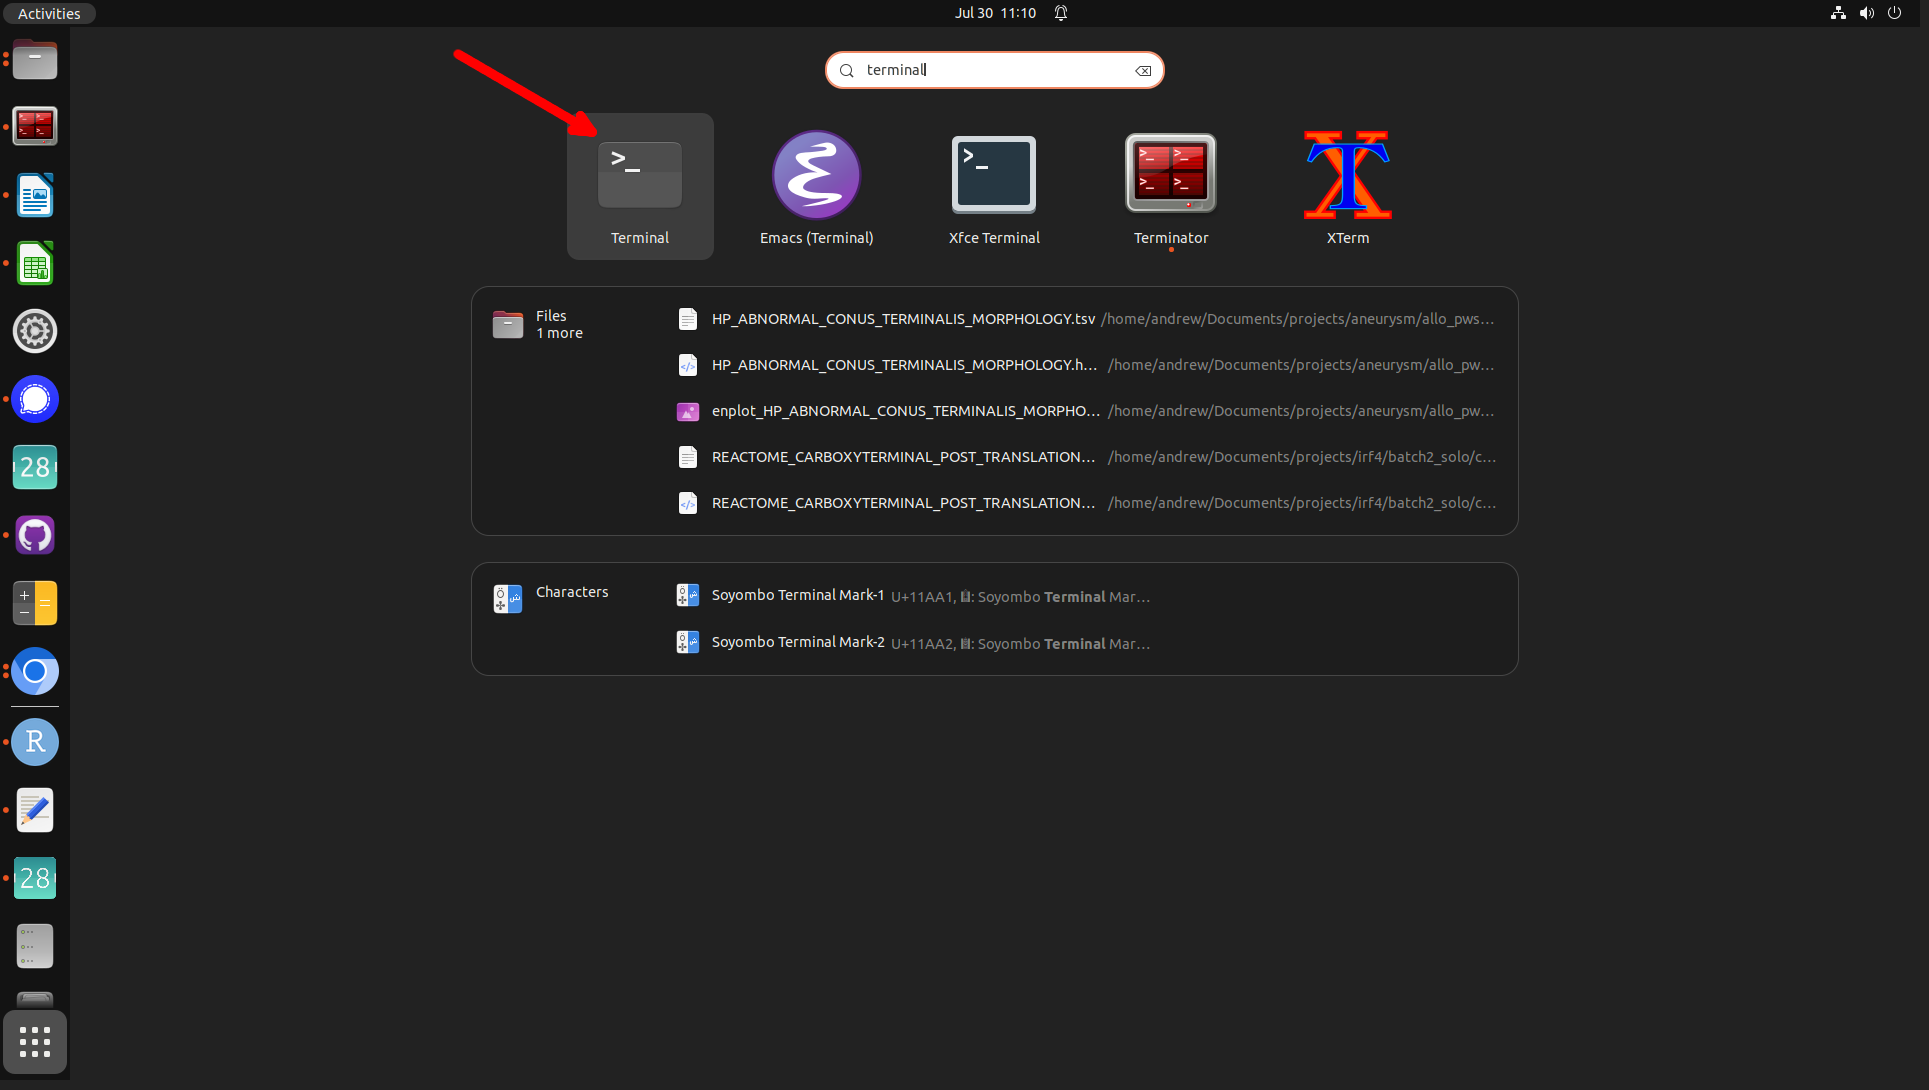 Activities
Jul 30 11:10
terminal
>_
>_
>_ >_
>_ >_
Terminal
Emacs (Terminal)
Xfce Terminal
Terminator
XTerm
Files
1 more
HP_ABNORMAL_CONUS_TERMINALIS_MORPHOLOGY.tsv /home/andrew/Documents/projects/aneurysm/allo_pws…
HP_ABNORMAL_CONUS_TERMINALIS_MORPHOLOGY.h… /home/andrew/Documents/projects/aneurysm/allo_pw…
enplot_HP_ABNORMAL_CONUS_TERMINALIS_MORPHO… /home/andrew/Documents/projects/aneurysm/allo_pw…
REACTOME_CARBOXYTERMINAL_POST_TRANSLATION… /home/andrew/Documents/projects/irf4/batch2_solo/c…
REACTOME_CARBOXYTERMINAL_POST_TRANSLATION… /home/andrew/Documents/projects/irf4/batch2_solo/c…
Characters
Soyombo Terminal Mark-1 U+11AA1, : Soyombo Terminal Mar…
Soyombo Terminal Mark-2 U+11AA2, : Soyombo Terminal Mar…
28
R
28